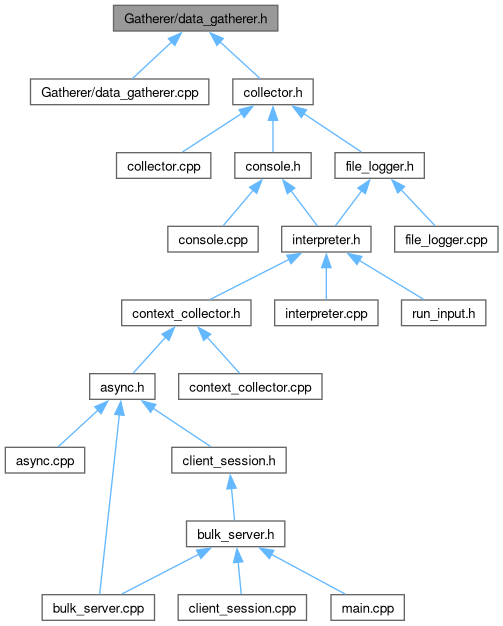 Gatherer/data_gatherer.h
Gatherer/data_gatherer.cpp
collector.h
collector.cpp
console.h
file_logger.h
console.cpp
interpreter.h
file_logger.cpp
context_collector.h
interpreter.cpp
run_input.h
async.h
context_collector.cpp
async.cpp
client_session.h
bulk_server.h
bulk_server.cpp
client_session.cpp
main.cpp